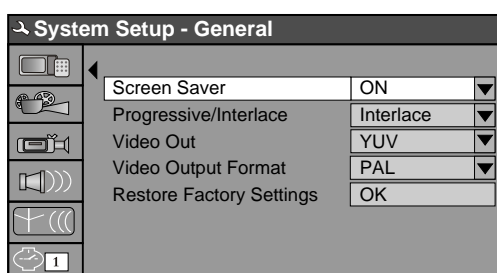 System Setup - General
Screen Saver ON
Progressive/Interlace Interlace
Video Out YUV
Video Output Format PAL
Restore Factory Settings OK
1